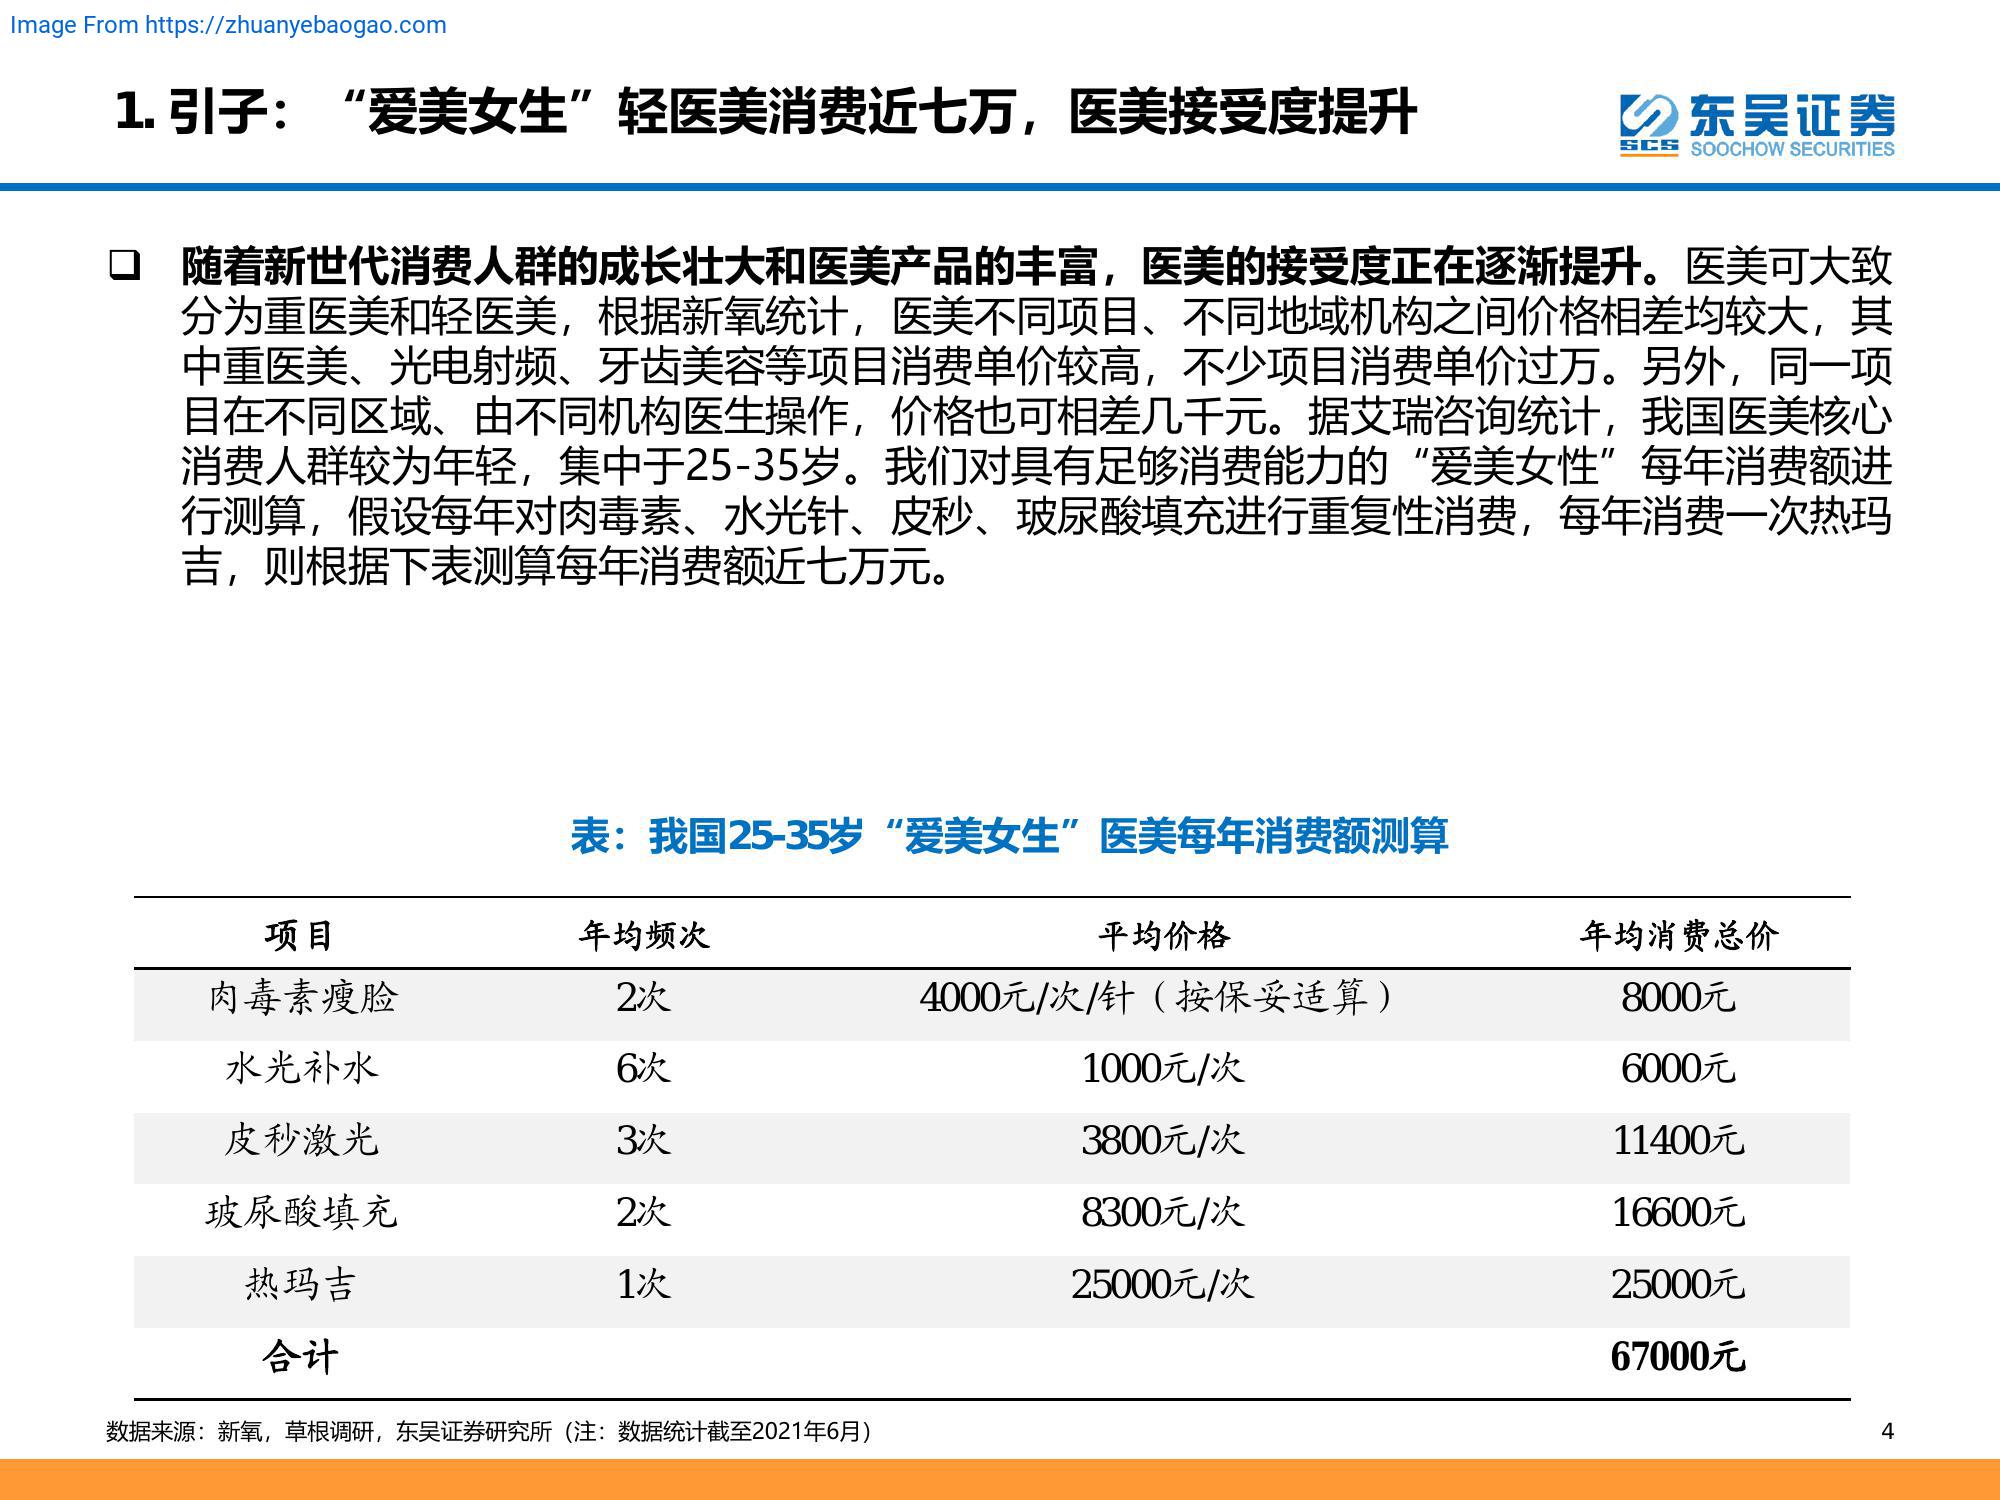 Image From https://zhuanyebaogao.com
1. 引子：“爱美女生”轻医美消费近七万，医美接受度提升
SCS
东吴证券
SOOCHOW SECURITIES
❑ 随着新世代消费人群的成长壮大和医美产品的丰富，医美的接受度正在逐渐提升。医美可大致
分为重医美和轻医美，根据新氧统计，医美不同项目、不同地域机构之间价格相差均较大，其
中重医美、光电射频、牙齿美容等项目消费单价较高，不少项目消费单价过万。另外，同一项
目在不同区域、由不同机构医生操作，价格也可相差几千元。据艾瑞咨询统计，我国医美核心
消费人群较为年轻，集中于25-35岁。我们对具有足够消费能力的“爱美女性”每年消费额进
行测算，假设每年对肉毒素、水光针、皮秒、玻尿酸填充进行重复性消费，每年消费一次热玛
吉，则根据下表测算每年消费额近七万元。
表：我国25-35岁“爱美女生”医美每年消费额测算
项目 年均频次 平均价格 年均消费总价
肉毒素瘦脸 2次 4000元/次/针（按保妥适算） 8000元
水光补水 6次 1000元/次 6000元
皮秒激光 3次 3800元/次 11400元
玻尿酸填充 2次 8300元/次 16600元
热玛吉 1次 25000元/次 25000元
合计 67000元
数据来源：新氧，草根调研，东吴证券研究所（注：数据统计截至2021年6月）
4